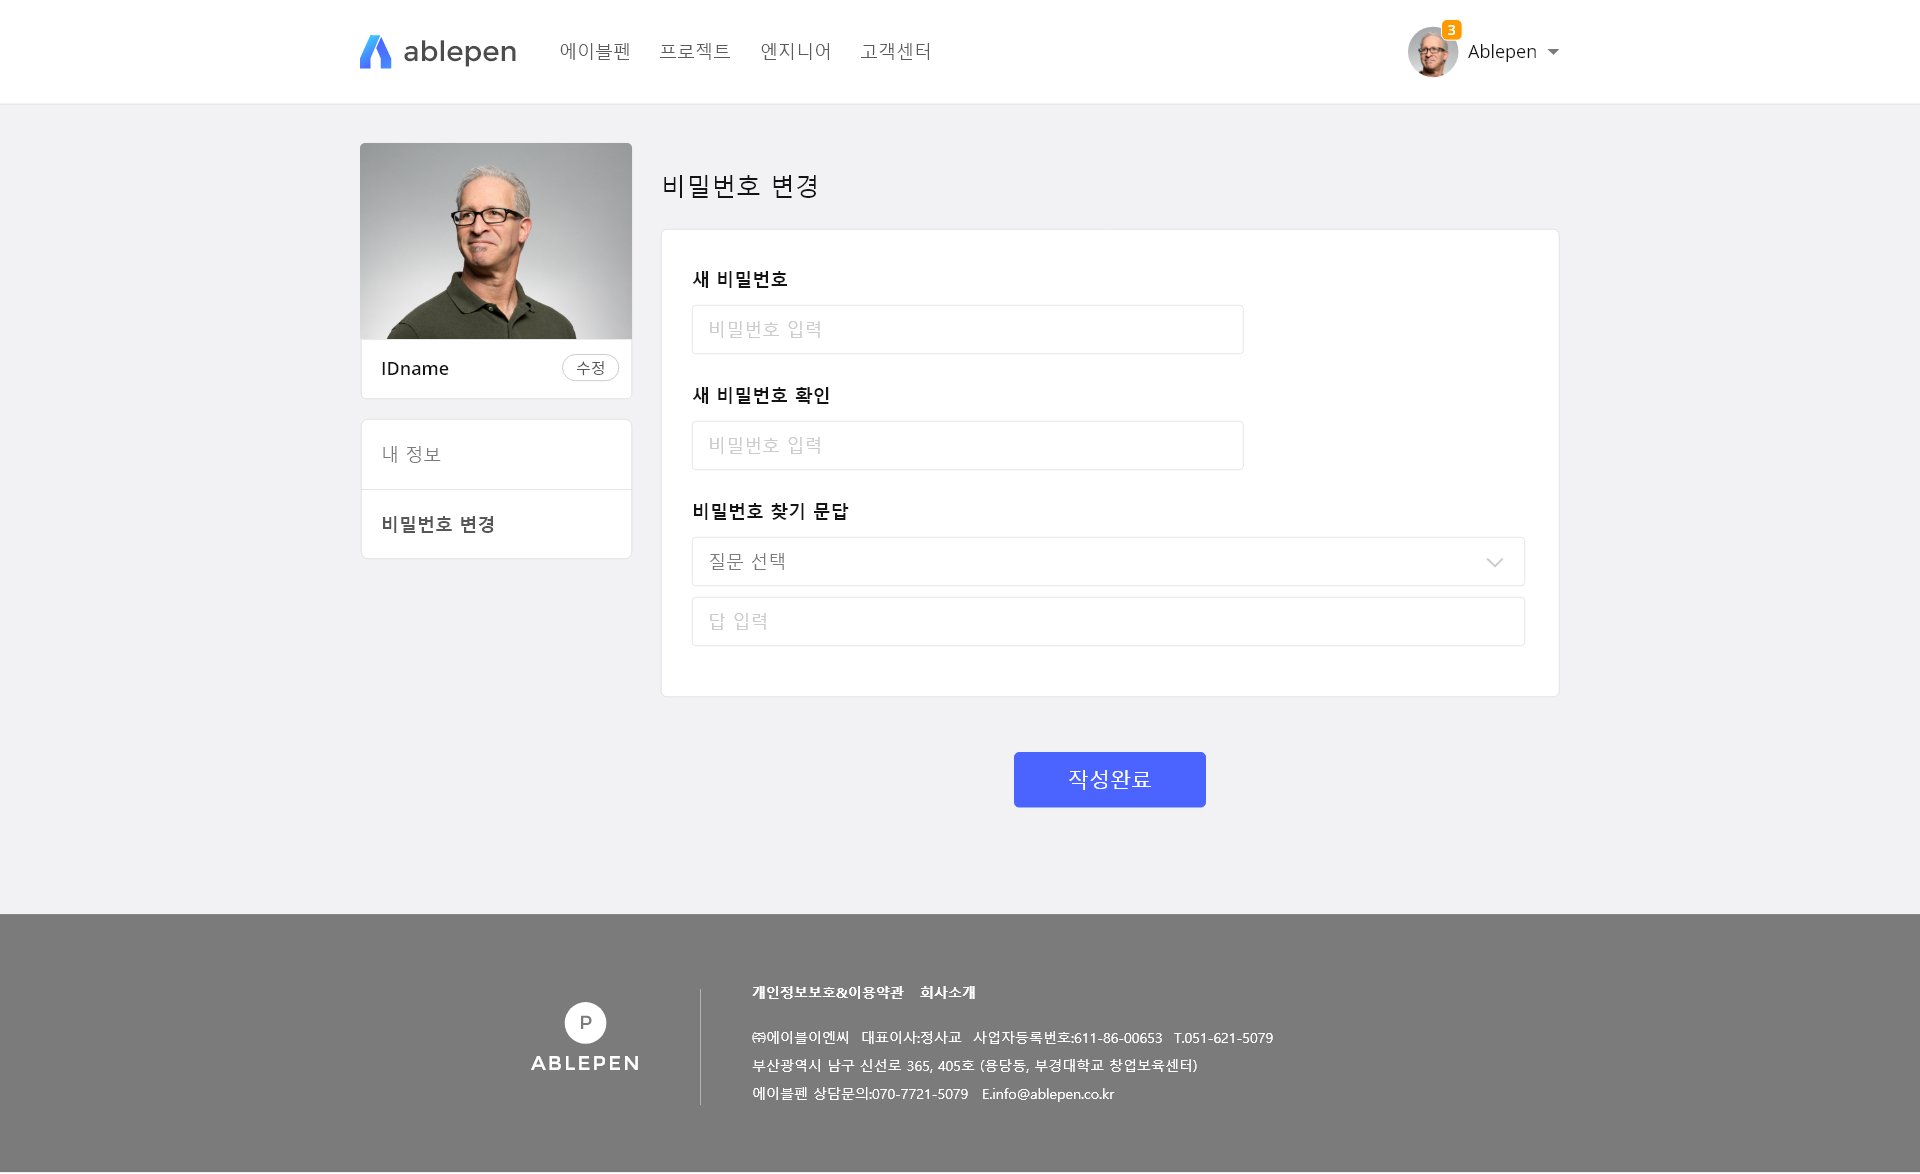 ablepen 에이블펜 프로젝트 엔지니어 고객센터 3 Ablepen
비밀번호 변경
IDname 수정
내 정보
비밀번호 변경
새 비밀번호
비밀번호 입력
새 비밀번호 확인
비밀번호 입력
비밀번호 찾기 문답
질문 선택
답 입력
작성완료
P
ABLEPEN
개인정보보호&이용약관 회사소개
㈜에이블이엔씨 대표이사:정사교 사업자등록번호:611-86-00653 T.051-621-5079
부산광역시 남구 신선로 365, 405호 (용당동, 부경대학교 창업보육센터)
에이블펜 상담문의:070-7721-5079 E.info@ablepen.co.kr